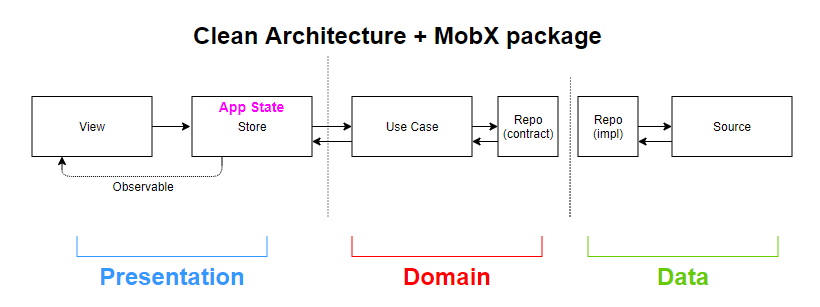 Clean Architecture + MobX package
App State
View
Store
Use Case
Repo
(contract)
Repo
(impl)
Source
Observable
Presentation
Domain
Data